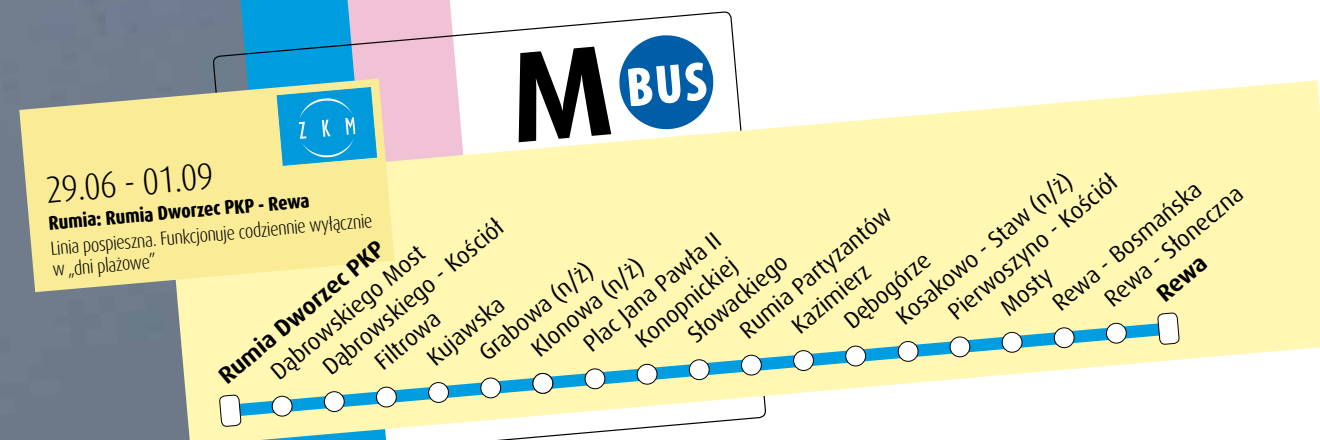 M BUS
Z K M
29.06 - 01.09
Rumia: Rumia Dworzec PKP - Rewa
Linia pospieszna. Funkcjonuje codziennie wyłącznie
w „dni plażowe”
Rumia Dworzec PKP
Dąbrowskiego Most
Dąbrowskiego - Kościół
Filtrowa
Kujawska
Grabowa (n/ż)
Klonowa (n/ż)
Plac Jana Pawła II
Konopnickiej
Słowackiego
Rumia Partyzantów
Kazimierz
Dębogórze
Kosakowo - Staw (n/ż)
Pierwoszyno - Kościół
Mosty
Rewa - Bosmańska
Rewa - Słoneczna
Rewa